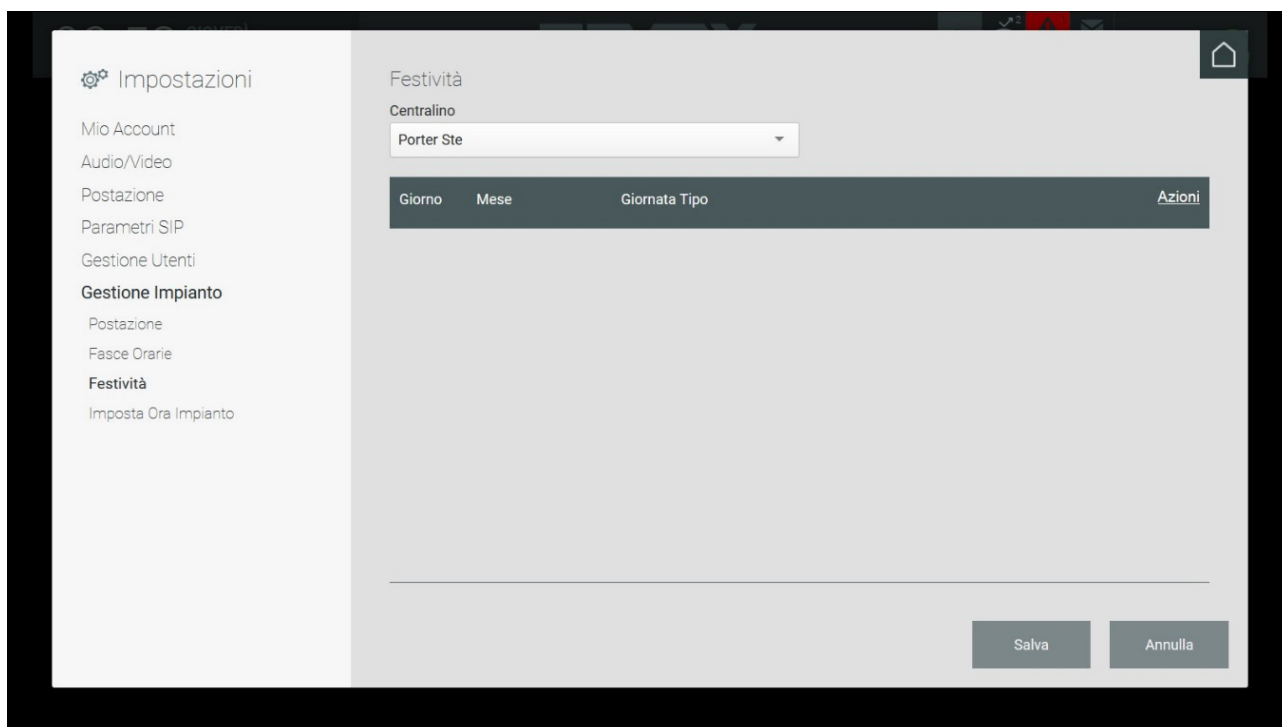 Impostazioni
Mio Account
Audio/Video
Postazione
Parametri SIP
Gestione Utenti
Gestione Impianto
Postazione
Fasce Orarie
Festività
Imposta Ora Impianto
Festività
Centralino
Porter Ste
Giorno Mese Giornata Tipo Azioni
Salva Annulla